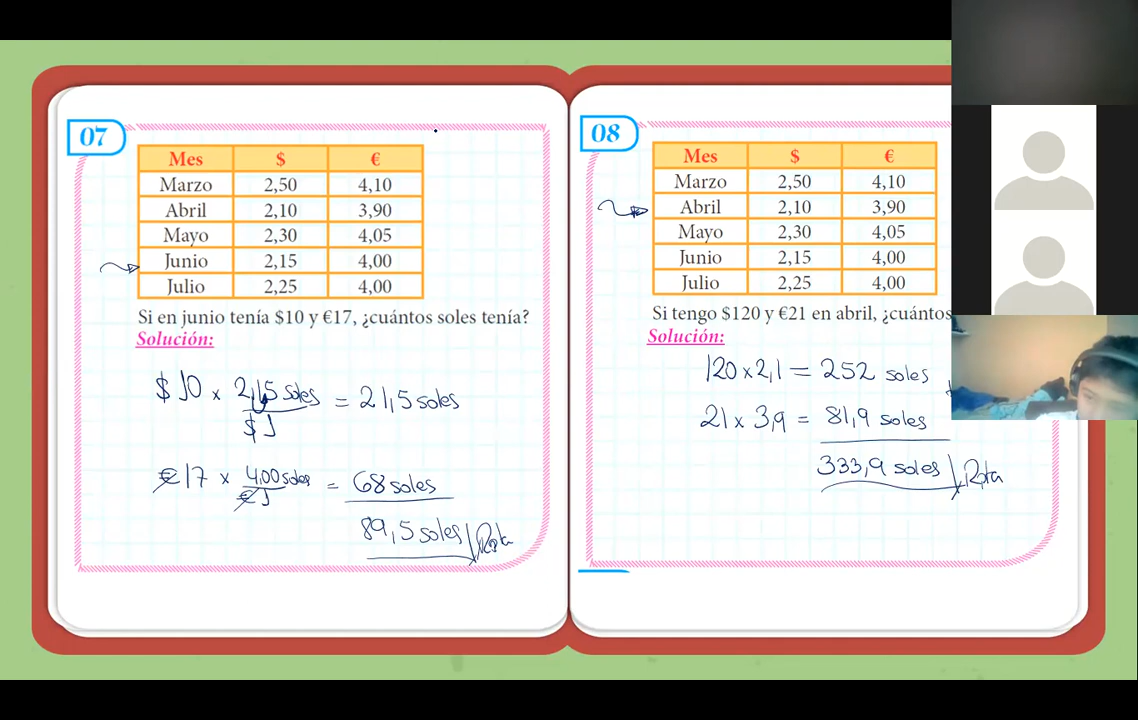 07
Mes $ €
Marzo 2,50 4,10
Abril 2,10 3,90
Mayo 2,30 4,05
Junio 2,15 4,00
Julio 2,25 4,00
Si en junio tenía $10 y €17, ¿cuántos soles tenía?
Solución:
$ 10 × 2,15 soles = 21,5 soles
$ 1
€ 17 × 4,00 soles = 68 soles
€ 1
89,5 soles Rpta
08
Mes $ €
Marzo 2,50 4,10
Abril 2,10 3,90
Mayo 2,30 4,05
Junio 2,15 4,00
Julio 2,25 4,00
Si tengo $120 y €21 en abril, ¿cuántos
Solución:
120 × 2,1 = 252 soles
21 × 3,9 = 81,9 soles
333,9 soles Rpta